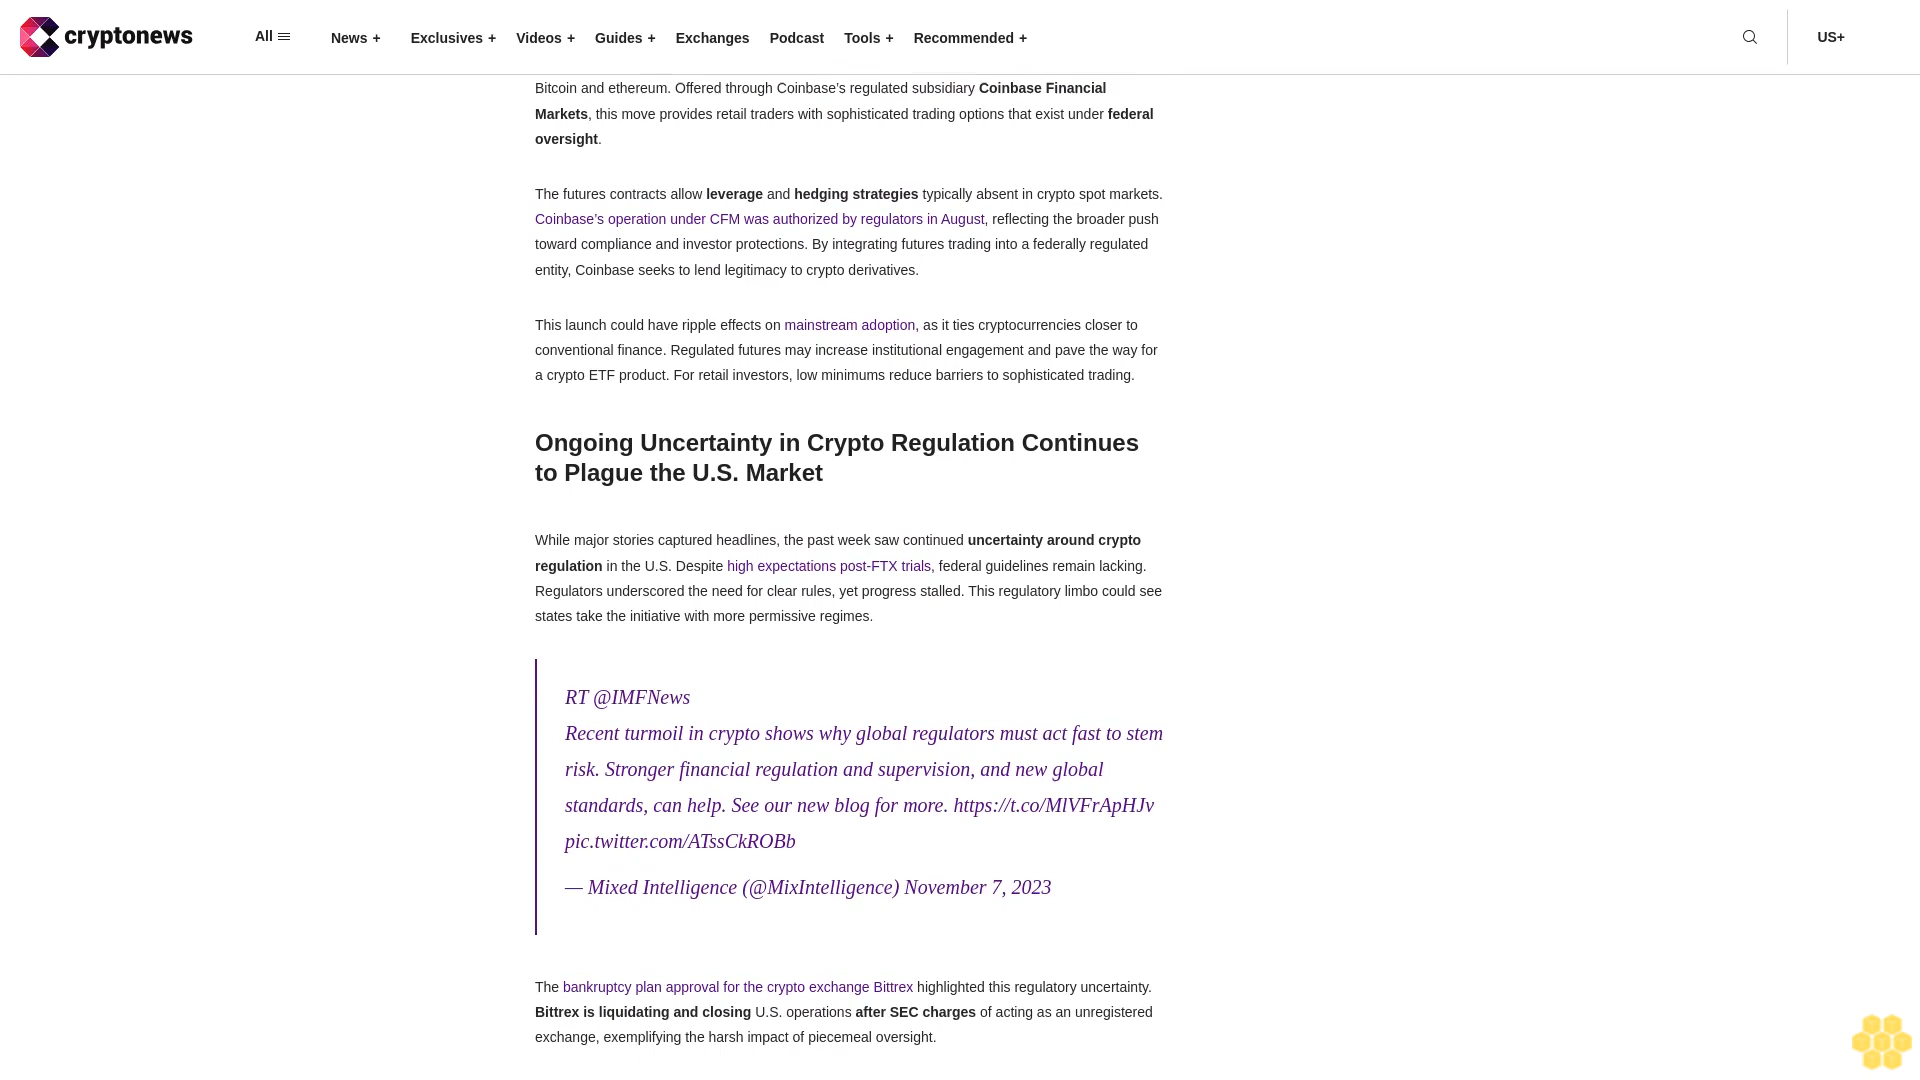 cryptonews
All
News +
Exclusives +
Videos +
Guides +
Exchanges
Podcast
Tools +
Recommended +
US+
Bitcoin and ethereum. Offered through Coinbase’s regulated subsidiary Coinbase Financial
Markets, this move provides retail traders with sophisticated trading options that exist under federal
oversight.
The futures contracts allow leverage and hedging strategies typically absent in crypto spot markets.
Coinbase’s operation under CFM was authorized by regulators in August, reflecting the broader push
toward compliance and investor protections. By integrating futures trading into a federally regulated
entity, Coinbase seeks to lend legitimacy to crypto derivatives.
This launch could have ripple effects on mainstream adoption, as it ties cryptocurrencies closer to
conventional finance. Regulated futures may increase institutional engagement and pave the way for
a crypto ETF product. For retail investors, low minimums reduce barriers to sophisticated trading.
Ongoing Uncertainty in Crypto Regulation Continues
to Plague the U.S. Market
While major stories captured headlines, the past week saw continued uncertainty around crypto
regulation in the U.S. Despite high expectations post-FTX trials, federal guidelines remain lacking.
Regulators underscored the need for clear rules, yet progress stalled. This regulatory limbo could see
states take the initiative with more permissive regimes.
RT @IMFNews
Recent turmoil in crypto shows why global regulators must act fast to stem
risk. Stronger financial regulation and supervision, and new global
standards, can help. See our new blog for more. https://t.co/MlVFrApHJv
pic.twitter.com/ATssCkROBb
— Mixed Intelligence (@MixIntelligence) November 7, 2023
The bankruptcy plan approval for the crypto exchange Bittrex highlighted this regulatory uncertainty.
Bittrex is liquidating and closing U.S. operations after SEC charges of acting as an unregistered
exchange, exemplifying the harsh impact of piecemeal oversight.